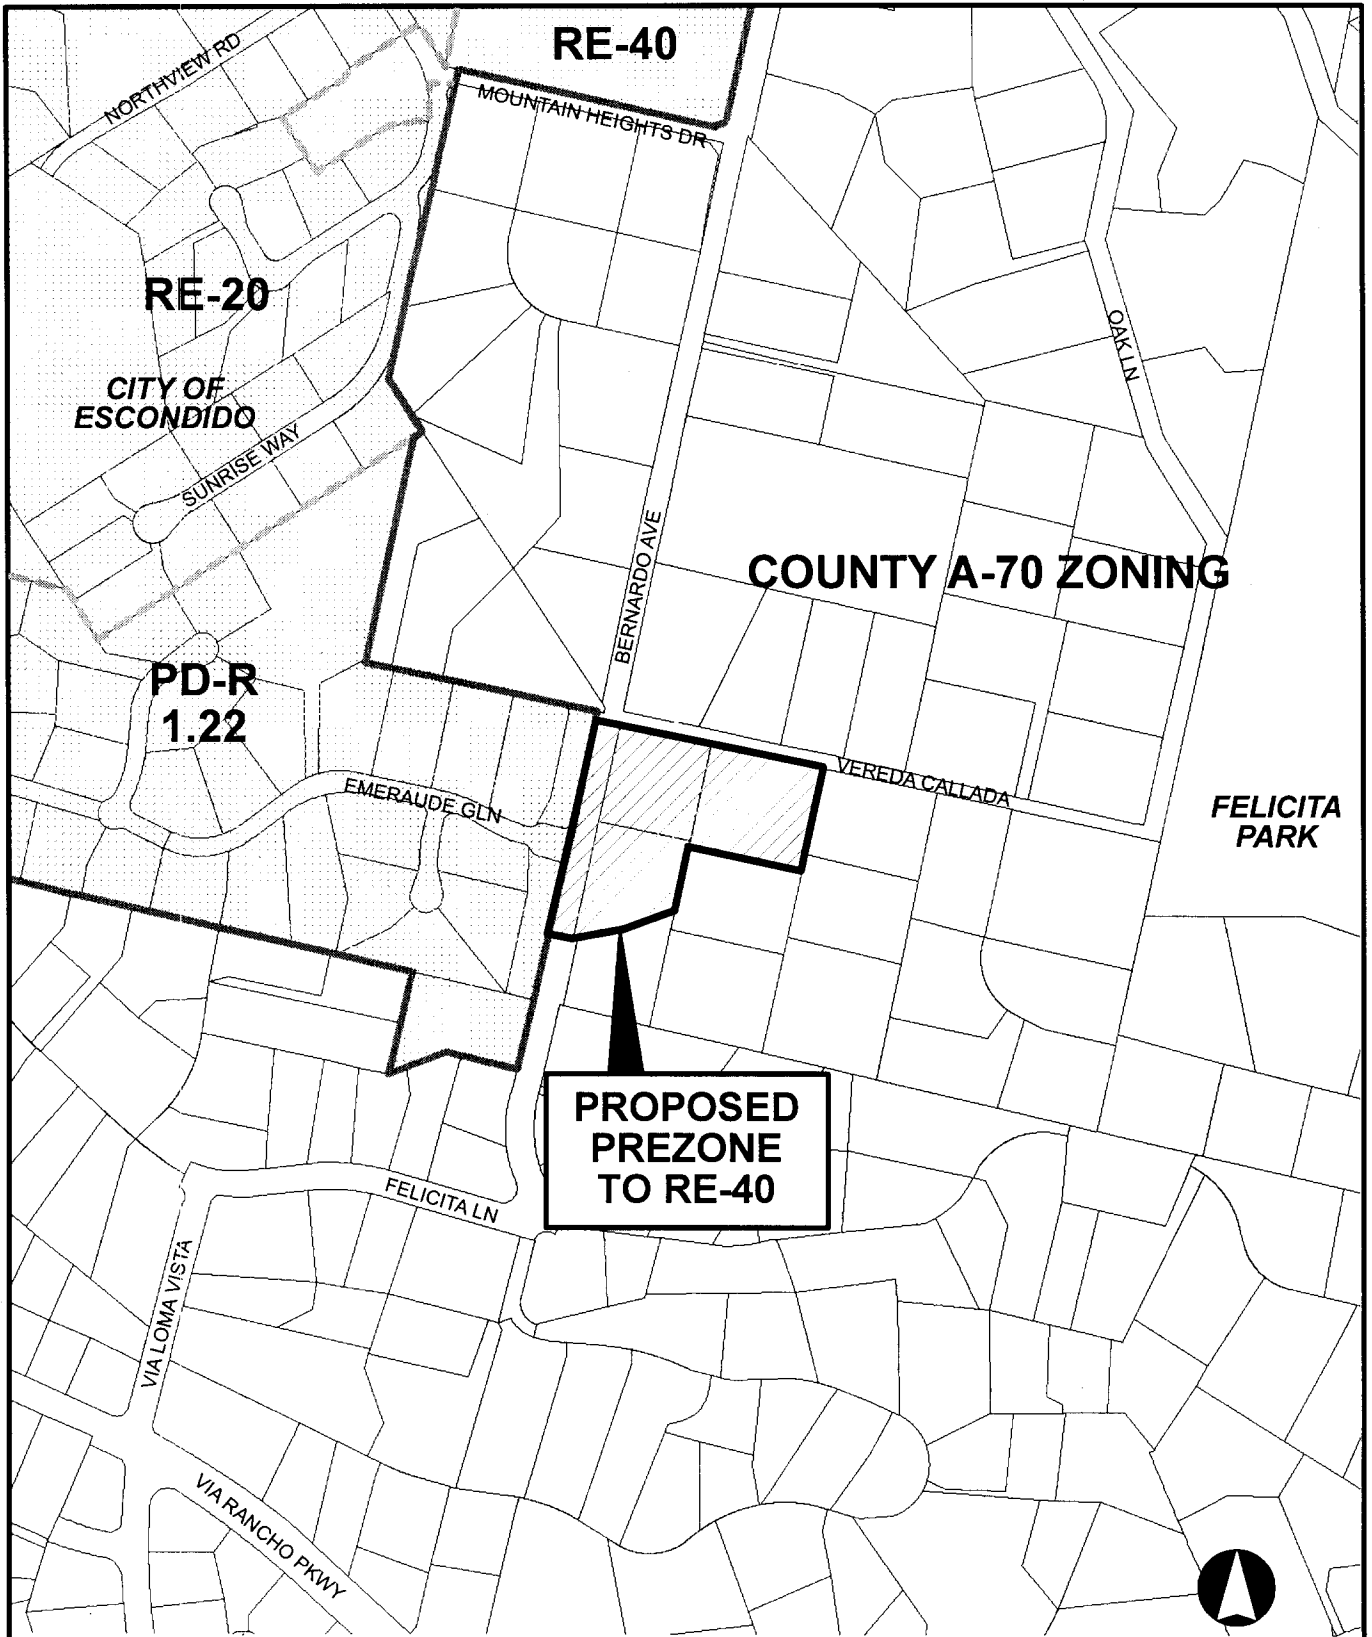 RE-40
NORTHVIEW RD
MOUNTAIN HEIGHTS DR
RE-20
OAK LN
CITY OF
ESCONDIDO
SUNRISE WAY
BERNARDO AVE
COUNTY A-70 ZONING
PD-R
1.22
EMERAUDE GLN
VEREDA CALLADA
FELICITA
PARK
PROPOSED
PREZONE
TO RE-40
FELICITA LN
VIA LOMA VISTA
VIA RANCHO PKWY